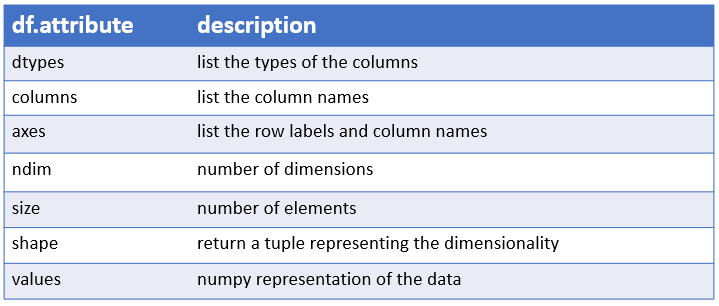 df.attribute description
dtypes list the types of the columns
columns list the column names
axes list the row labels and column names
ndim number of dimensions
size number of elements
shape return a tuple representing the dimensionality
values numpy representation of the data